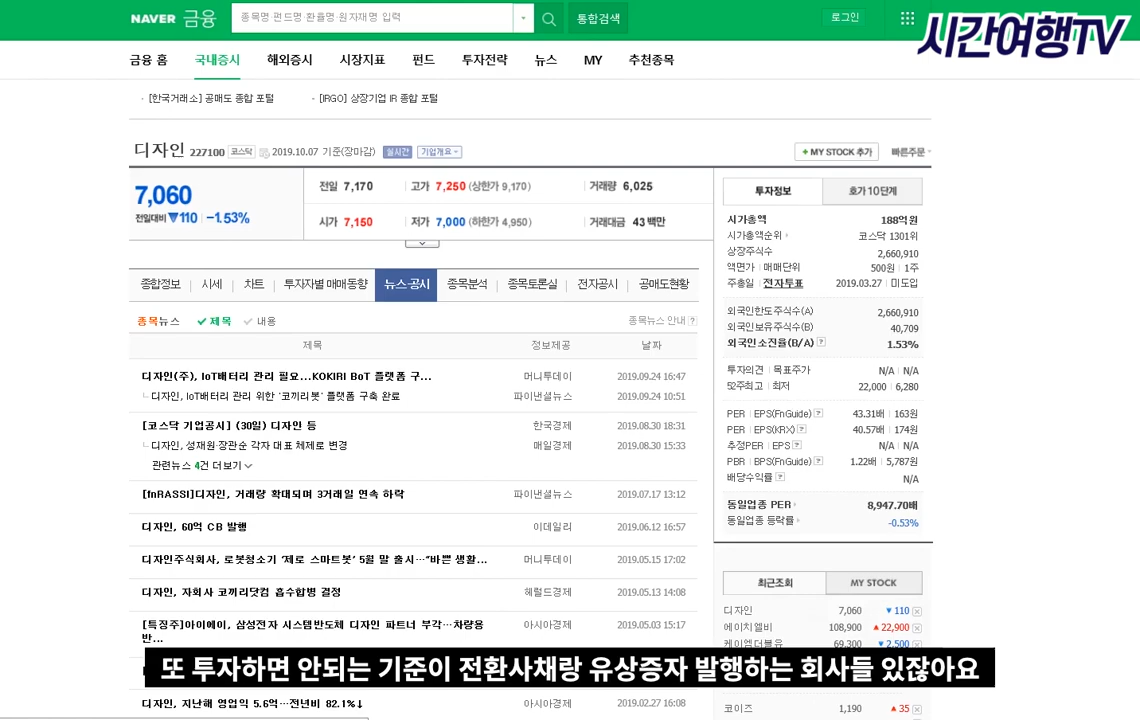 NAVER 금융
종목명·펀드명·환율명·원자재명 입력
통합검색
로그인
시간여행TV
금융 홈 국내증시 해외증시 시장지표 펀드 투자전략 뉴스 MY 추천종목
· [한국거래소] 공매도 종합 포털 · [IRGO] 상장기업 IR 종합 포털
디자인 227100 코스닥 2019.10.07 기준(장마감) 실시간 기업개요
+ MY STOCK 추가 빠른주문
7,060
전일대비 ▼110 | -1.53%
전일 7,170 고가 7,250 (상한가 9,170) 거래량 6,025
시가 7,150 저가 7,000 (하한가 4,950) 거래대금 43 백만
종합정보 시세 차트 투자자별 매매동향 뉴스·공시 종목분석 종목토론실 전자공시 공매도현황
종목뉴스 제목 내용 종목뉴스 안내 ?
제목 정보제공 날짜
디자인(주), IoT배터리 관리 필요...KOKIRI BoT 플랫폼 구... 머니투데이 2019.09.24 16:47
디자인, IoT배터리 관리 위한 '코끼리봇' 플랫폼 구축 완료 파이낸셜뉴스 2019.09.24 10:51
[코스닥 기업공시] (30일) 디자인 등 한국경제 2019.08.30 18:31
디자인, 성재원·장관순 각자 대표 체제로 변경 매일경제 2019.08.30 15:33
관련뉴스 4건 더보기
[fnRASSI]디자인, 거래량 확대되며 3거래일 연속 하락 파이낸셜뉴스 2019.07.17 13:12
디자인, 60억 CB 발행 이데일리 2019.06.12 16:57
디자인주식회사, 로봇청소기 '제로 스마트봇' 5월 말 출시…"바쁜 생활... 머니투데이 2019.05.15 17:02
디자인, 자회사 코끼리닷컴 흡수합병 결정 헤럴드경제 2019.05.13 14:08
[특징주]아이에이, 삼성전자 시스템반도체 디자인 파트너 부각…차량용 아시아경제 2019.05.03 15:17
반...
디자인, 지난해 영업익 5.6억…전년비 82.1%↓ 아시아경제 2019.02.27 16:08
투자정보 호가 10단계
시가총액 188억원
시가총액순위 코스닥 1301위
상장주식수 2,660,910
액면가 | 매매단위 500원 | 1주
주총일 | 전자투표 2019.03.27 | 미도입
외국인한도주식수(A) 2,660,910
외국인보유주식수(B) 40,709
외국인소진율(B/A) ? 1.53%
투자의견 | 목표주가 N/A | N/A
52주최고 | 최저 22,000 | 6,280
PER | EPS(FnGuide) ? 43.31배 | 163원
PER | EPS(KRX) ? 40.57배 | 174원
추정PER | EPS ? N/A | N/A
PBR | BPS(FnGuide) ? 1.22배 | 5,787원
배당수익률 ? N/A
동일업종 PER 8,947.70배
동일업종 등락률 -0.53%
최근조회 MY STOCK
디자인 7,060 ▼110
에이치엘비 108,900 ▲22,900
케이엠더블유 69,300 ▼2,500
코이즈 1,190 ▲35
또 투자하면 안되는 기준이 전환사채랑 유상증자 발행하는 회사들 있잖아요